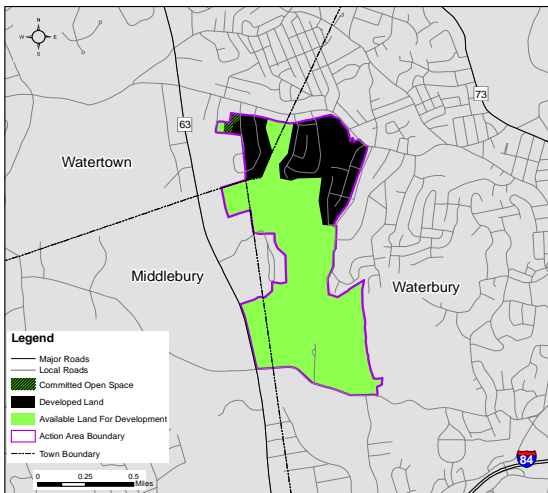 N
W E
S
73
63
Watertown
Middlebury
Waterbury
Legend
Major Roads
Local Roads
Committed Open Space
Developed Land
Available Land For Development
Action Area Boundary
Town Boundary
0 0.25 0.5
Miles
84